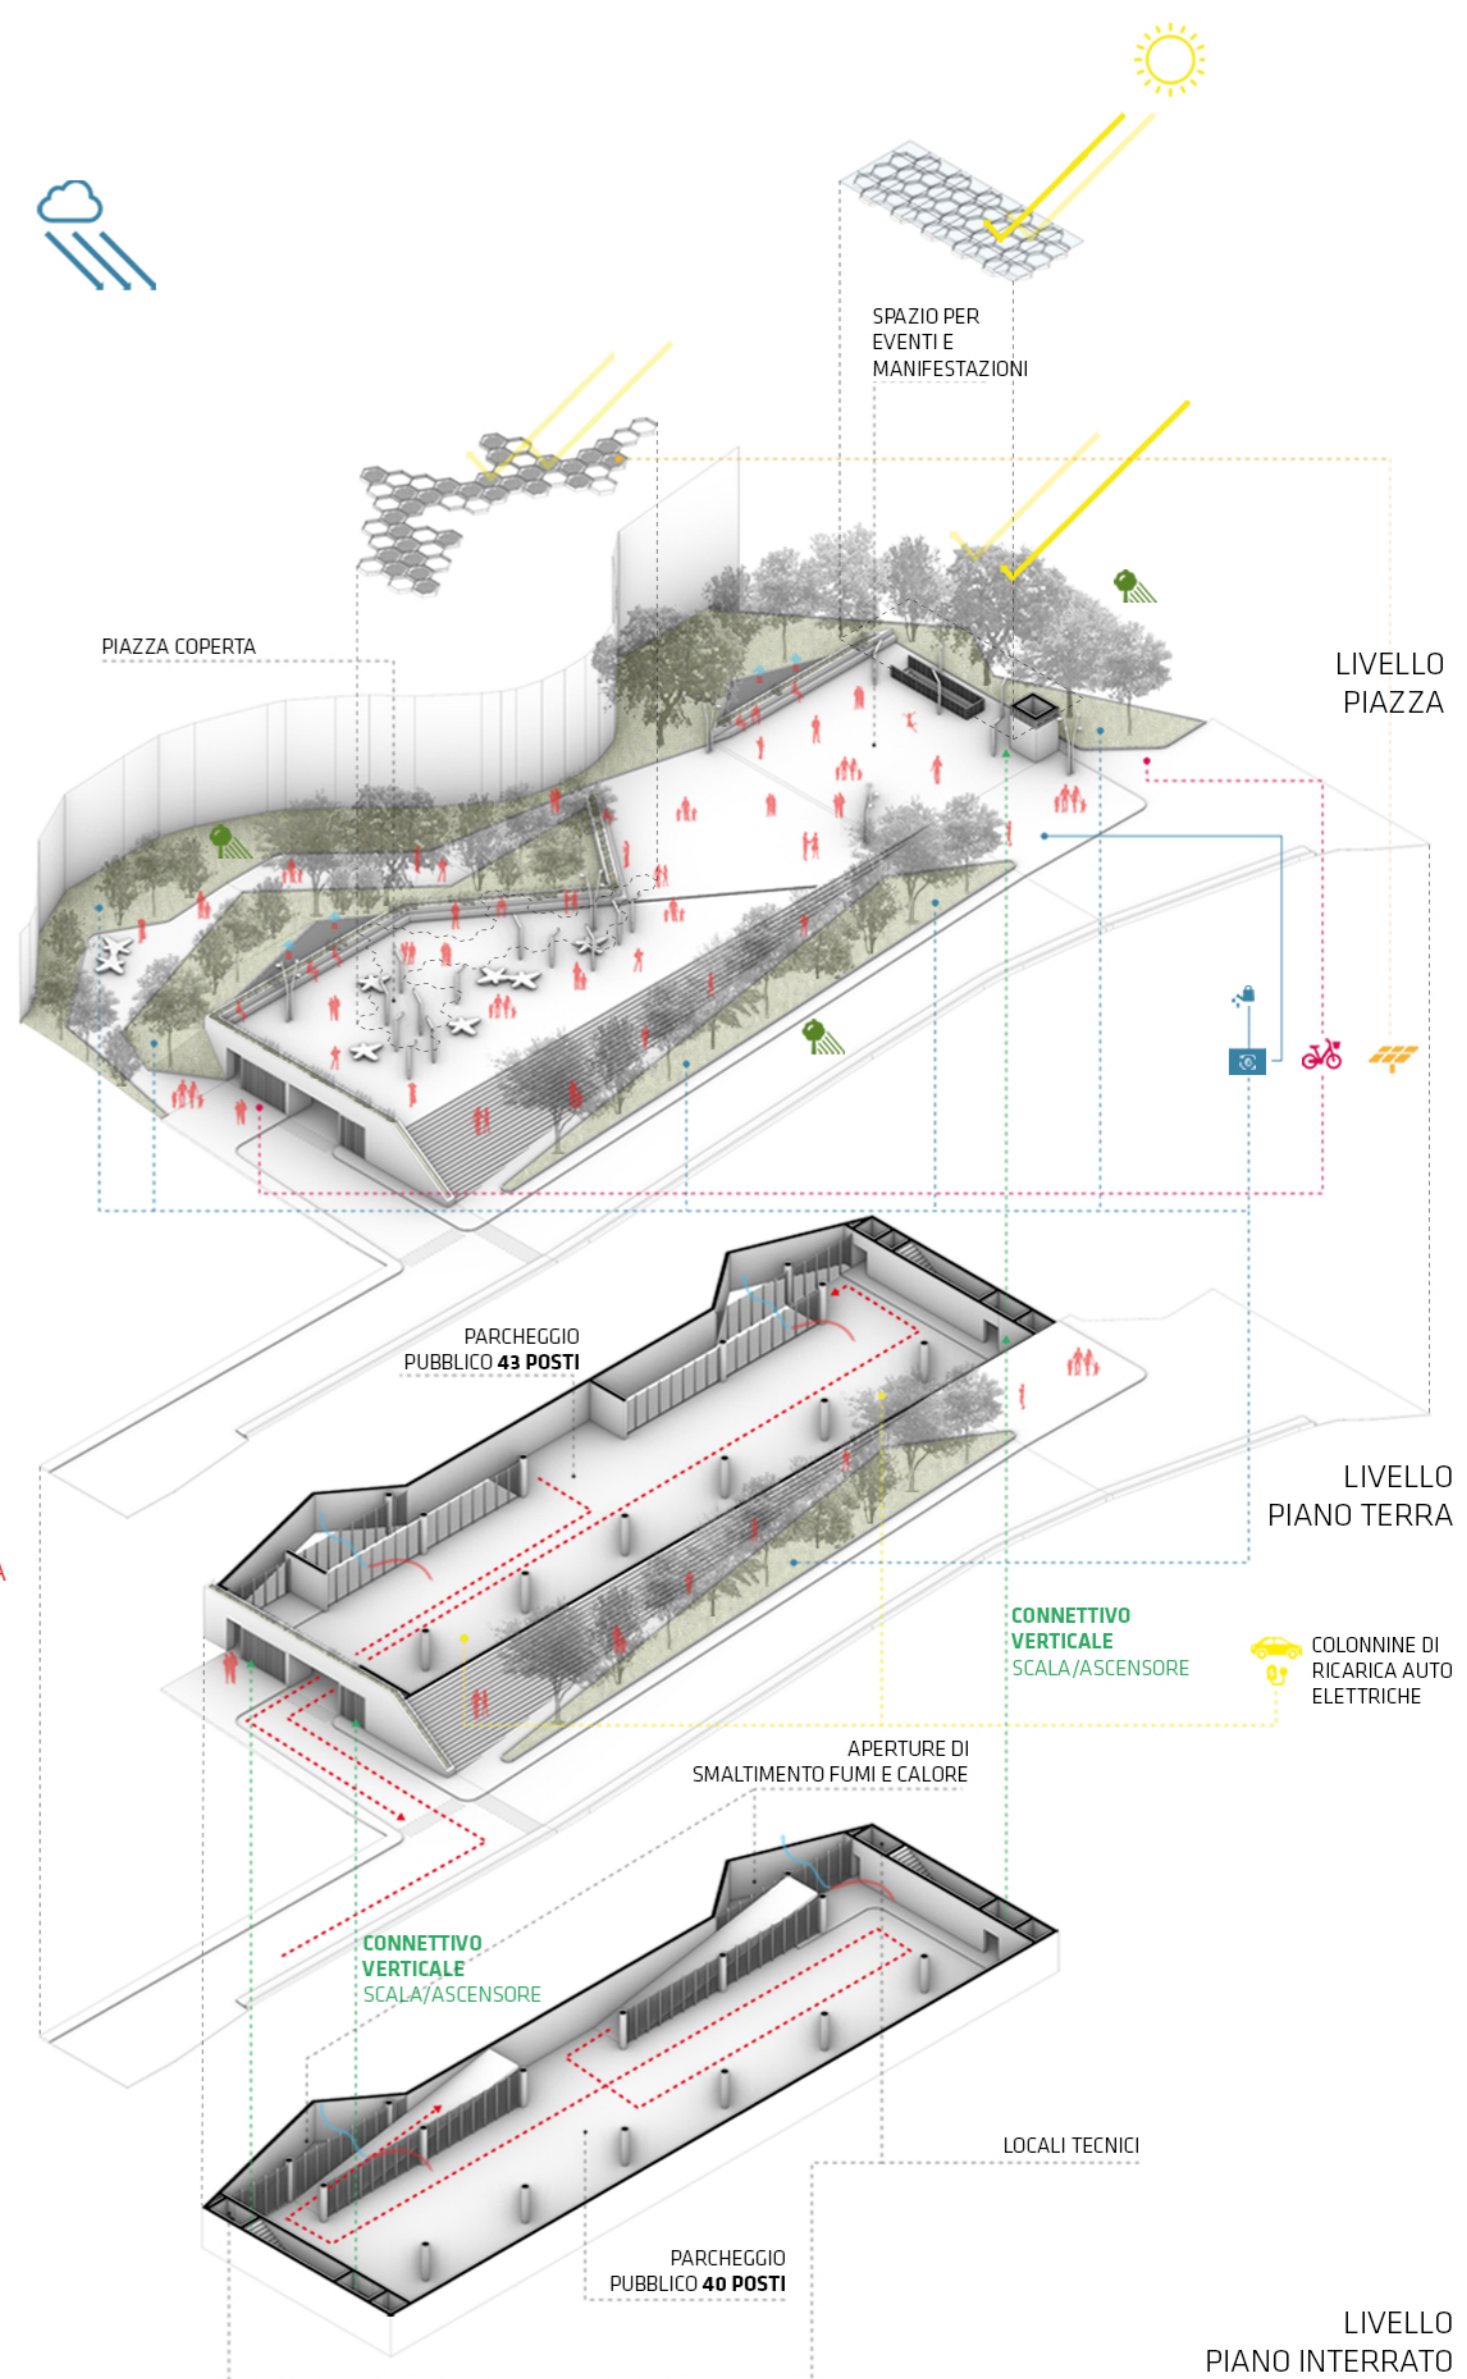 SPAZIO PER
EVENTI E
MANIFESTAZIONI
PIAZZA COPERTA
LIVELLO
PIAZZA
PARCHEGGIO
PUBBLICO 43 POSTI
LIVELLO
PIANO TERRA
CONNETTIVO
VERTICALE
SCALA/ASCENSORE
COLONNINE DI
RICARICA AUTO
ELETTRICHE
APERTURE DI
SMALTIMENTO FUMI E CALORE
CONNETTIVO
VERTICALE
SCALA/ASCENSORE
LOCALI TECNICI
PARCHEGGIO
PUBBLICO 40 POSTI
LIVELLO
PIANO INTERRATO